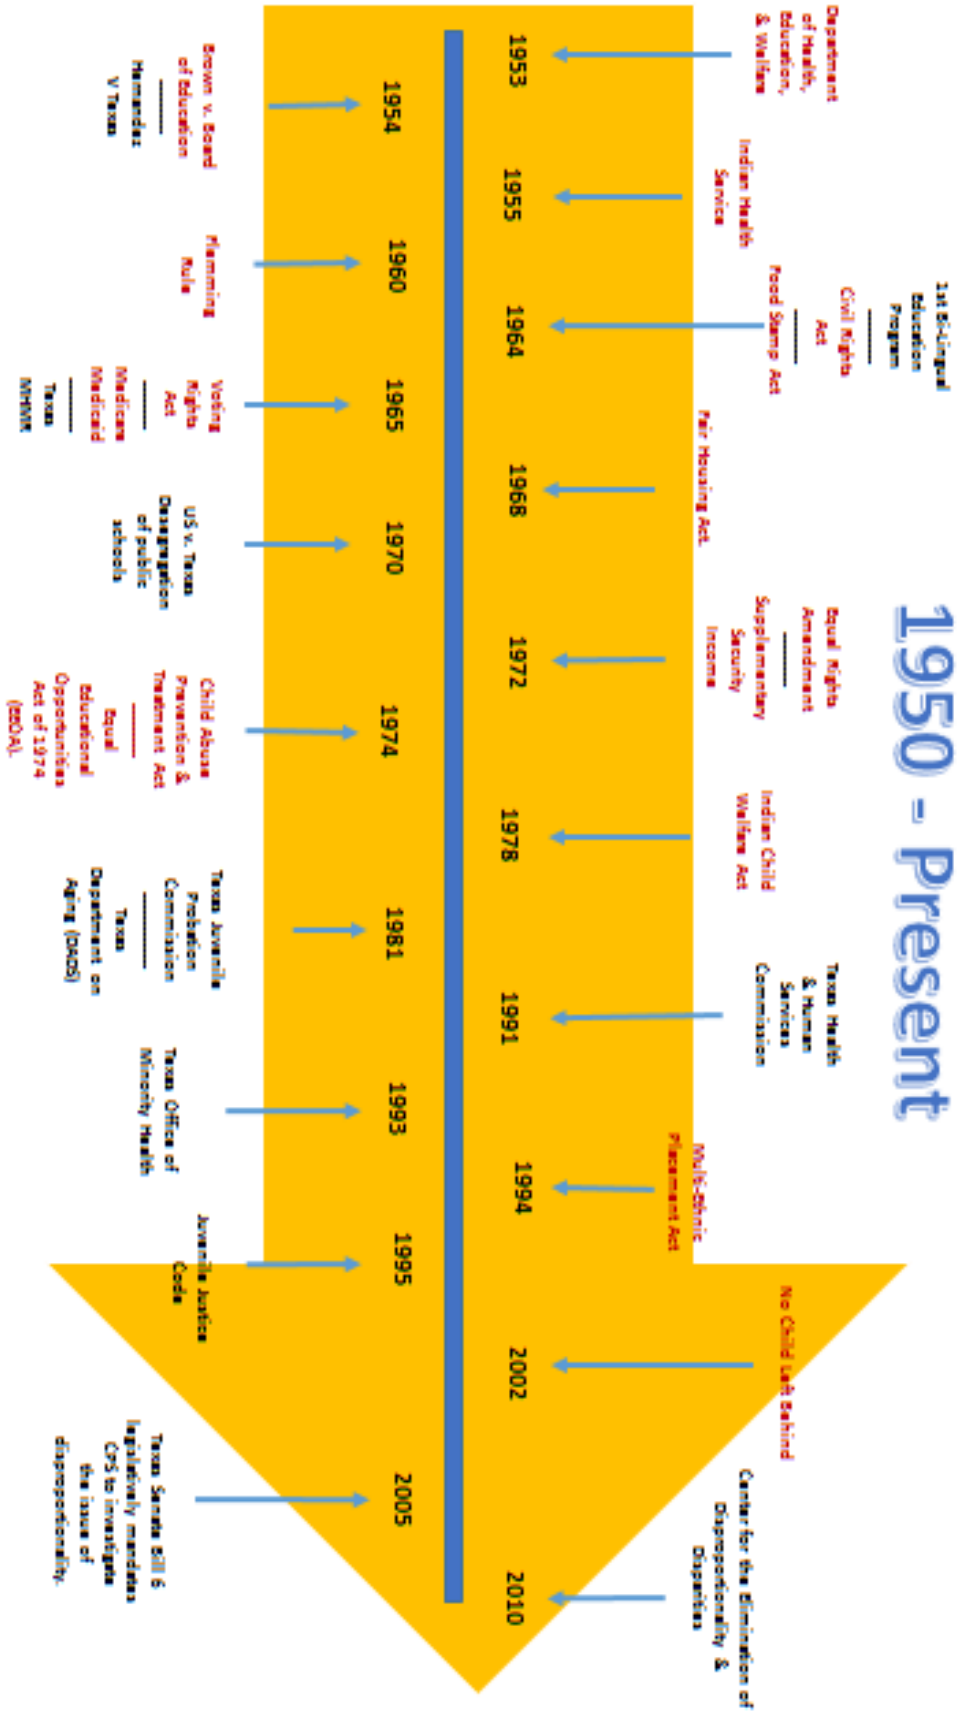 1950 - Present
Department
of Health,
Education,
& Welfare
Indian Health
Service
1st Bi-Lingual
Education
Program
Civil Rights
Act
Food Stamp Act
Fair Housing Act.
Equal Rights
Amendment
Supplementary
Security
Income
Indian Child
Welfare Act
Texas Health
& Human
Services
Commission
Multi-Ethnic
Placement Act
No Child Left Behind
Center for the Elimination of
Disproportionality &
Disparities
1953
1955
1964
1968
1972
1978
1991
1994
2002
2010
1954
1960
1965
1970
1974
1981
1993
1995
2005
Brown v. Board
of Education
Hernandez
V Texas
Flemming
Rule
Voting
Rights
Act
Medicare
Medicaid
Texas
MHMR
US v. Texas
Desegregation
of public
schools
Child Abuse
Prevention &
Treatment Act
Equal
Educational
Opportunities
Act of 1974
(EEOA).
Texas Juvenile
Probation
Commission
Texas
Department on
Aging (DADS)
Texas Office of
Minority Health
Juvenile Justice
Code
Texas Senate Bill 6
legislatively mandates
CPS to investigate
the issue of
disproportionality.